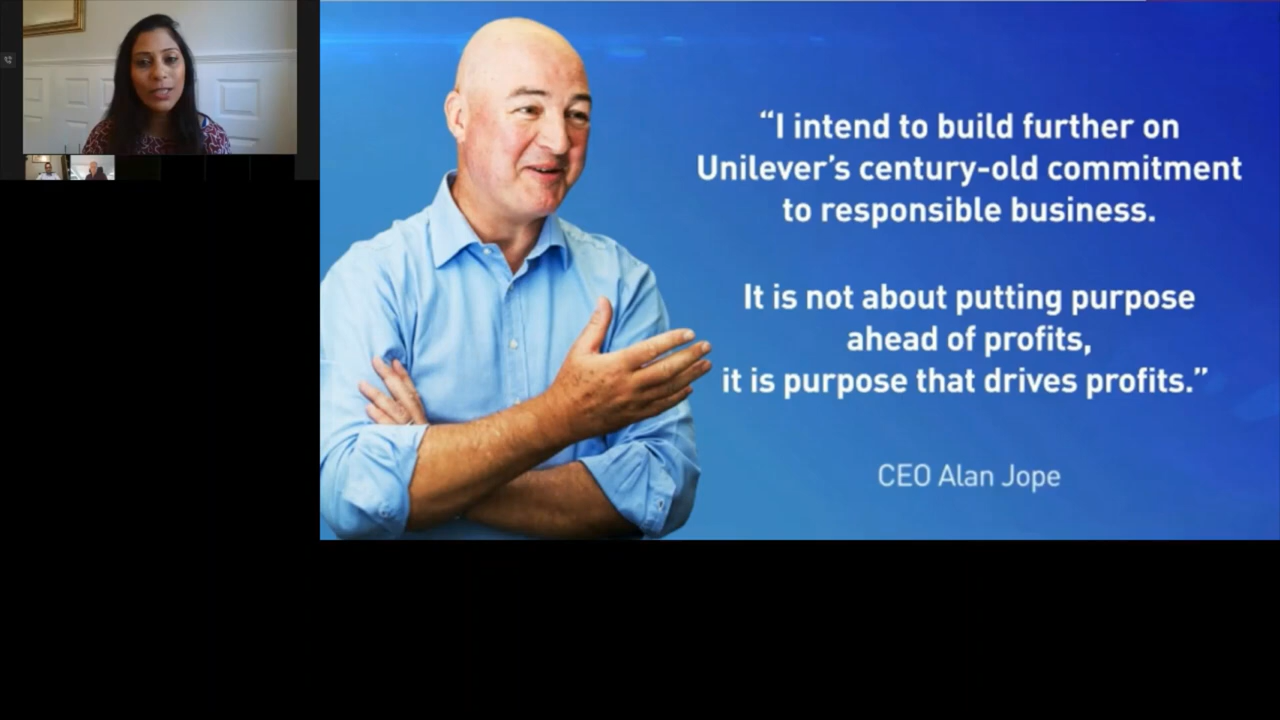 “I intend to build further on
Unilever’s century-old commitment
to responsible business.
It is not about putting purpose
ahead of profits,
it is purpose that drives profits.”
CEO Alan Jope